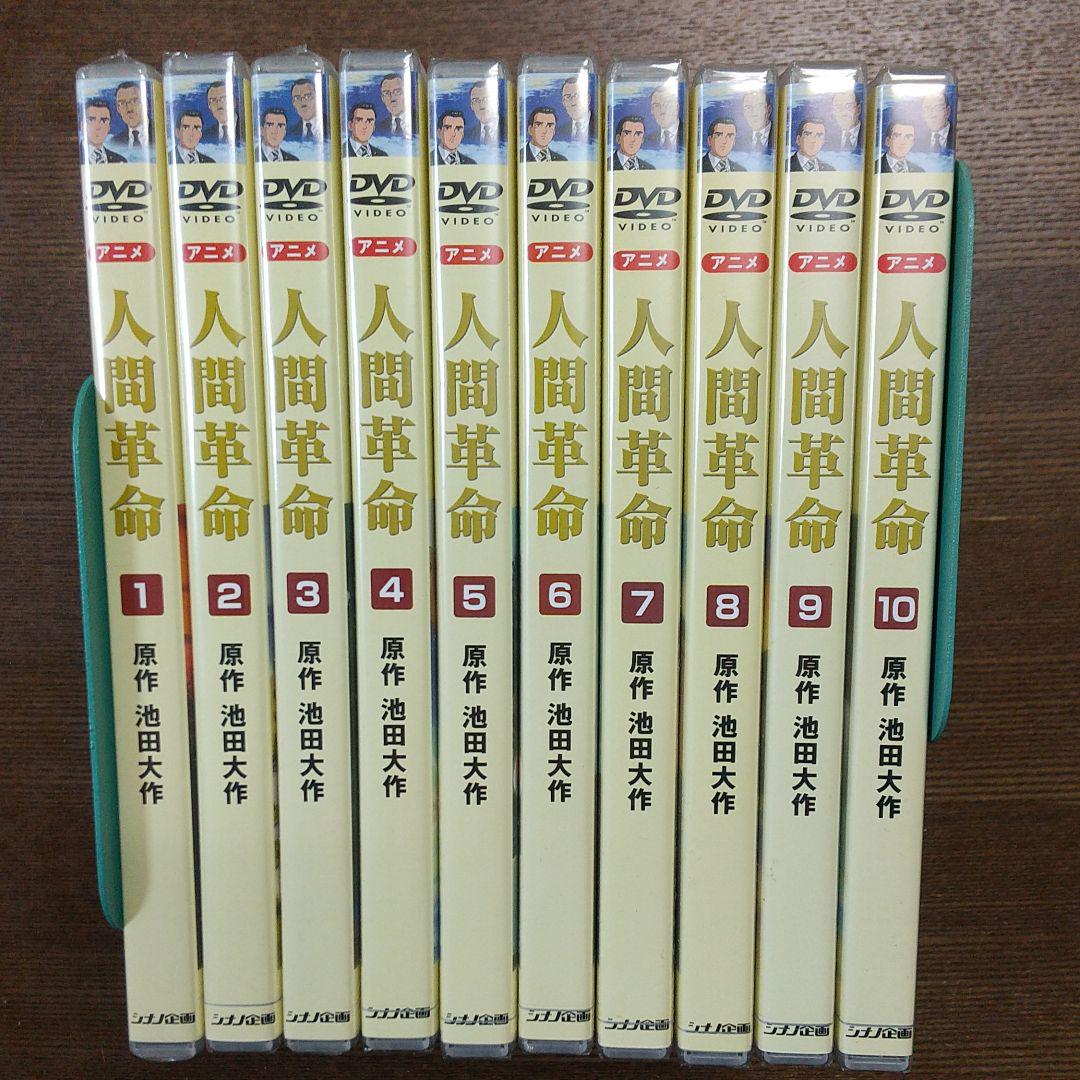 DVD
VIDEO
アニメ
人間革命
1
原作 池田大作
シナノ企画
DVD
VIDEO
アニメ
人間革命
2
原作 池田大作
シナノ企画
DVD
VIDEO
アニメ
人間革命
3
原作 池田大作
シナノ企画
DVD
VIDEO
アニメ
人間革命
4
原作 池田大作
シナノ企画
DVD
VIDEO
アニメ
人間革命
5
原作 池田大作
シナノ企画
DVD
VIDEO
アニメ
人間革命
6
原作 池田大作
シナノ企画
DVD
VIDEO
アニメ
人間革命
7
原作 池田大作
シナノ企画
DVD
VIDEO
アニメ
人間革命
8
原作 池田大作
シナノ企画
DVD
VIDEO
アニメ
人間革命
9
原作 池田大作
シナノ企画
DVD
VIDEO
アニメ
人間革命
10
原作 池田大作
シナノ企画